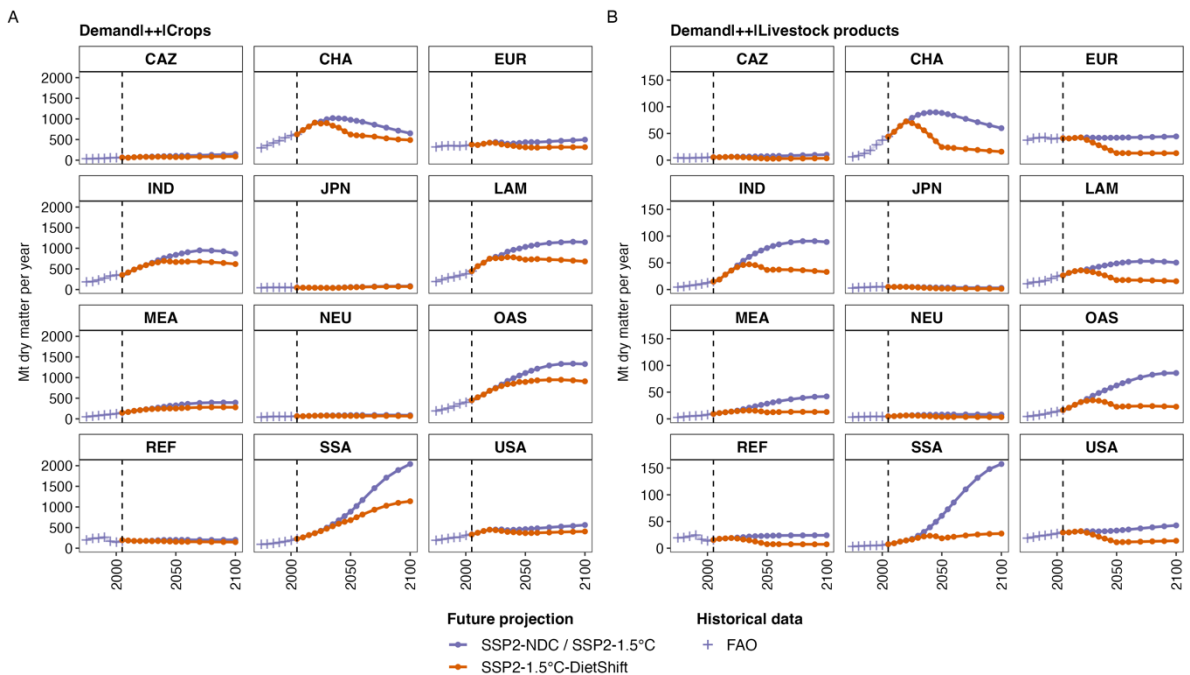 A
Demand|++|Crops
CAZ
CHA
EUR
2000
1500
1000
500
0
IND
JPN
LAM
2000
1500
1000
500
0
MEA
NEU
OAS
2000
1500
1000
500
0
REF
SSA
USA
2000
1500
1000
500
0
2000
2050
2100
2000
2050
2100
2000
2050
2100
Mt dry matter per year
B
Demand|++|Livestock products
CAZ
CHA
EUR
150
100
50
0
IND
JPN
LAM
150
100
50
0
MEA
NEU
OAS
150
100
50
0
REF
SSA
USA
150
100
50
0
2000
2050
2100
2000
2050
2100
2000
2050
2100
Mt dry matter per year
Future projection
SSP2-NDC / SSP2-1.5°C
SSP2-1.5°C-DietShift
Historical data
FAO